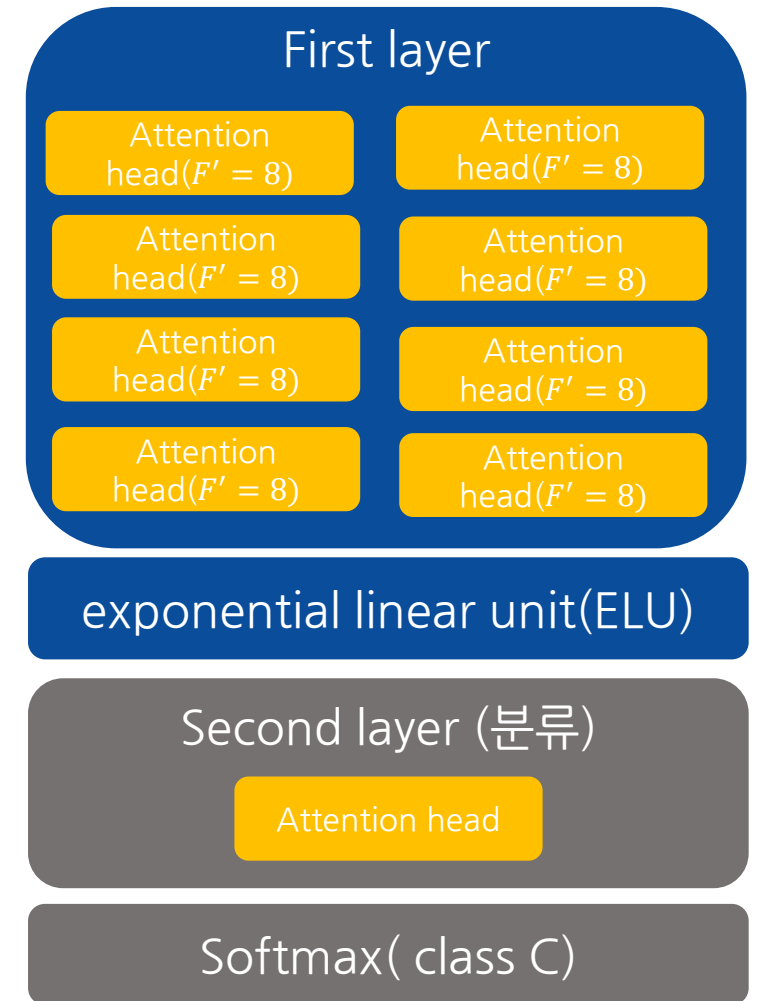 First layer
Attention
head(F′ = 8)
Attention
head(F′ = 8)
Attention
head(F′ = 8)
Attention
head(F′ = 8)
Attention
head(F′ = 8)
Attention
head(F′ = 8)
Attention
head(F′ = 8)
Attention
head(F′ = 8)
exponential linear unit(ELU)
Second layer (분류)
Attention head
Softmax( class C)